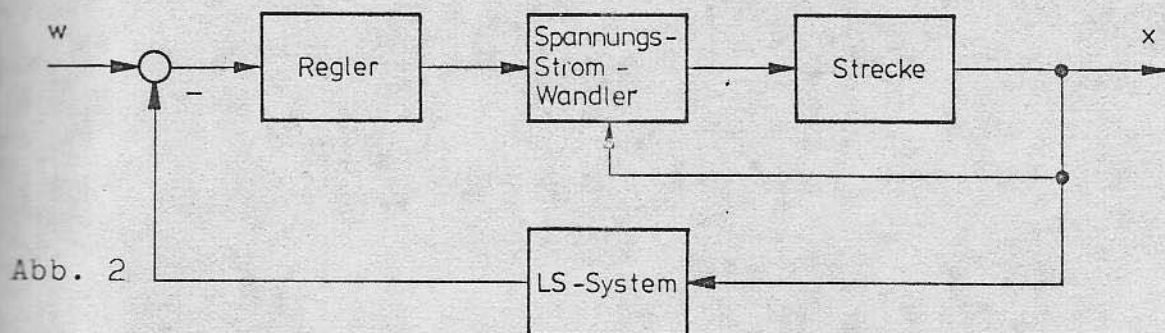 w
x
Regler
Spannungs-
Strom-
Wandler
Strecke
-
LS-System
Abb. 2